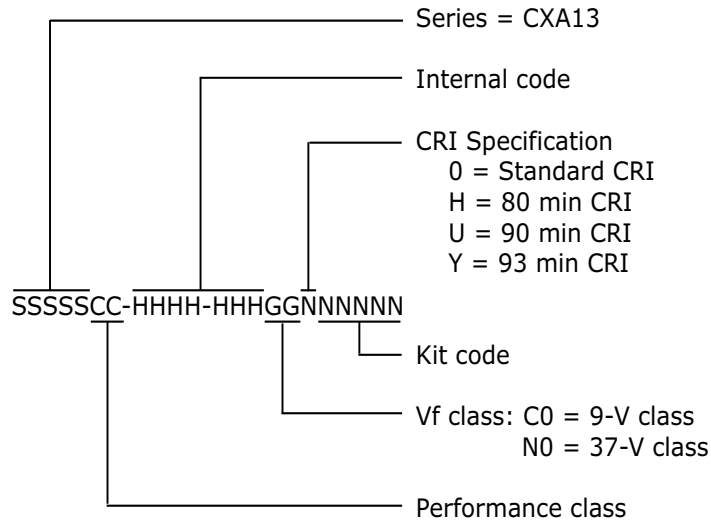 Series = CXA13
Internal code
CRI Specification
0 = Standard CRI
H = 80 min CRI
U = 90 min CRI
Y = 93 min CRI
SSSSSCC-HHHH-HHHGGNNNNNN
Kit code
Vf class: C0 = 9-V class
N0 = 37-V class
Performance class